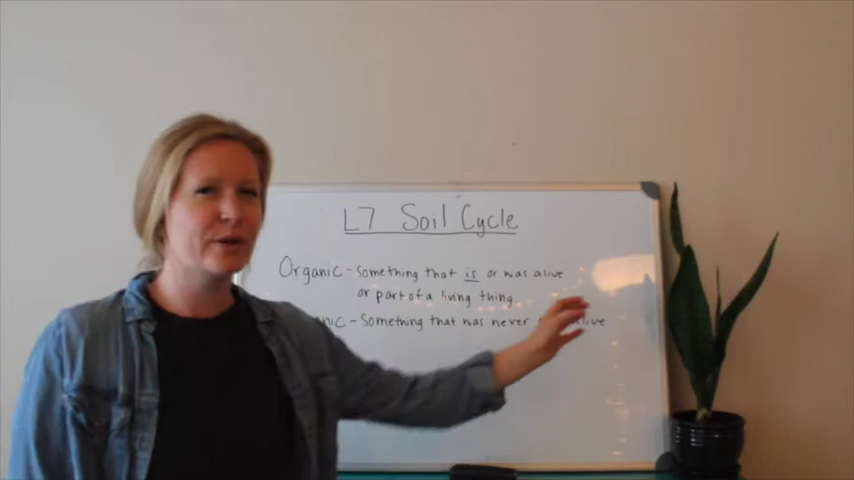 L7 Soil Cycle
Organic - Something that is or was alive
or part of a living thing
Something that was never alive